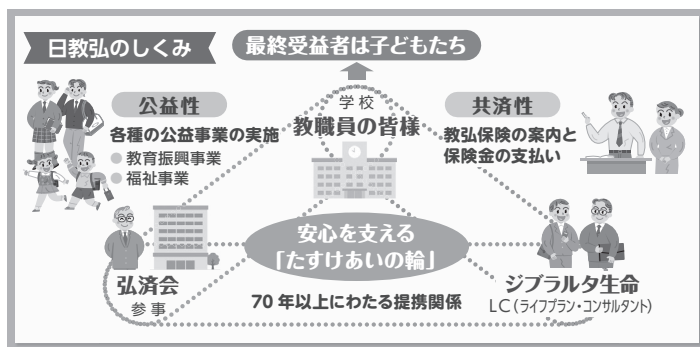 日教弘のしくみ
最終受益者は子どもたち
公益性
各種の公益事業の実施
●教育振興事業
●福祉事業
学校
教職員の皆様
共済性
教弘保険の案内と
保険金の支払い
安心を支える
「たすけあいの輪」
弘済会
参事
70年以上にわたる提携関係
ジブラルタ生命
LC(ライフプラン・コンサルタント)